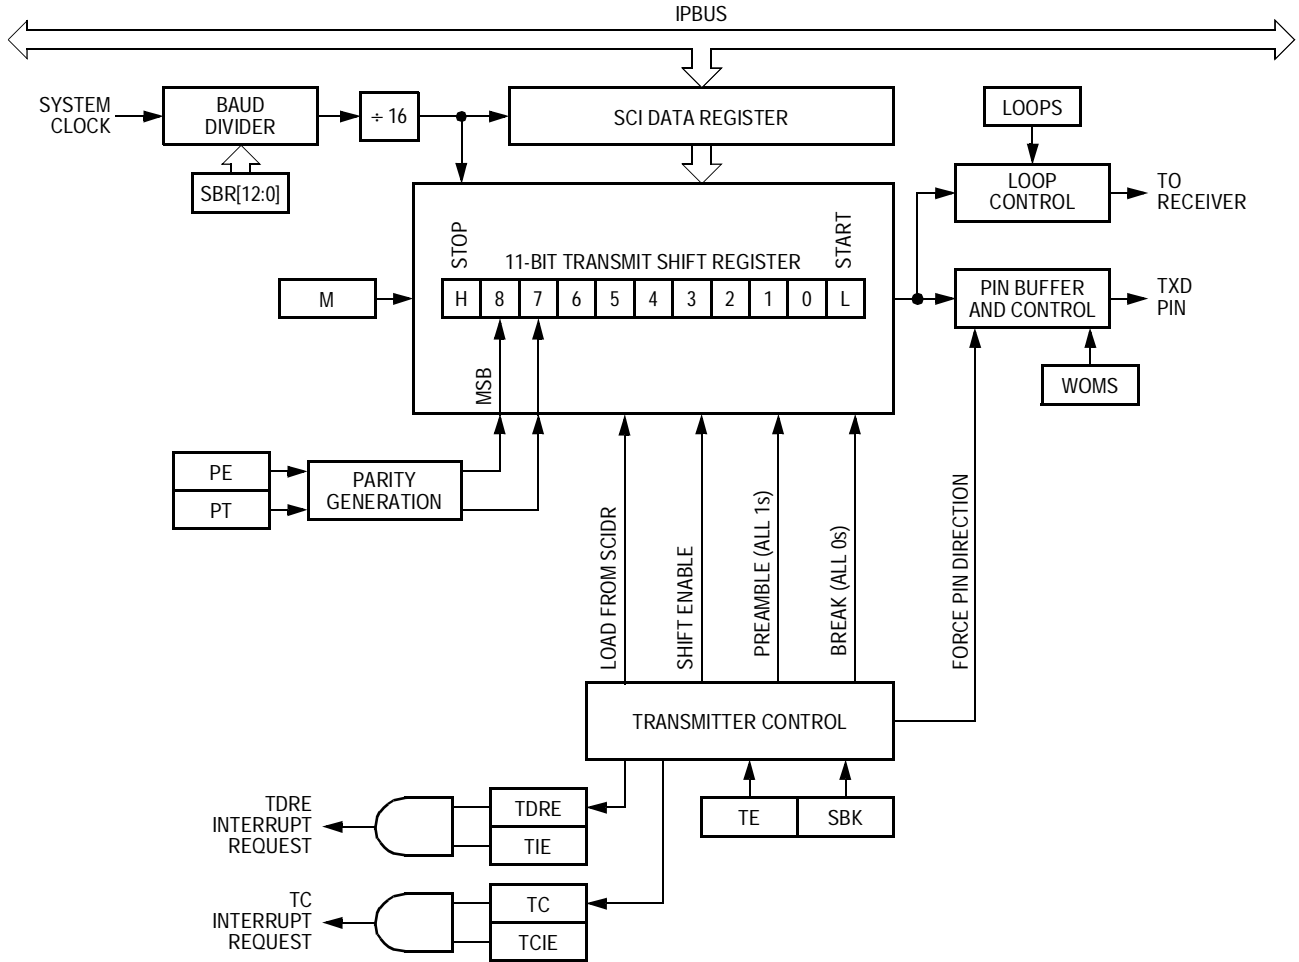 IPBUS
SYSTEM
CLOCK
BAUD
DIVIDER
÷ 16
SCI DATA REGISTER
LOOPS
SBR[12:0]
LOOP
CONTROL
TO
RECEIVER
STOP
11-BIT TRANSMIT SHIFT REGISTER
START
M
H 8 7 6 5 4 3 2 1 0 L
PIN BUFFER
AND CONTROL
TXD
PIN
MSB
WOMS
PE
PT
PARITY
GENERATION
LOAD FROM SCIDR
SHIFT ENABLE
PREAMBLE (ALL 1s)
BREAK (ALL 0s)
FORCE PIN DIRECTION
TRANSMITTER CONTROL
TDRE
INTERRUPT
REQUEST
TDRE
TIE
TE
SBK
TC
INTERRUPT
REQUEST
TC
TCIE